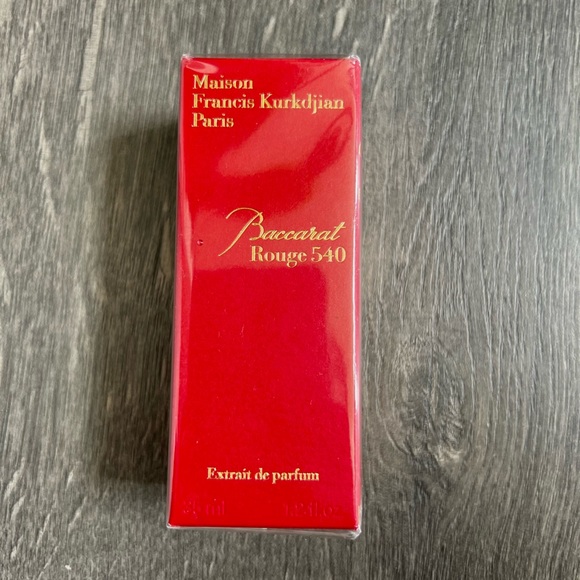 Maison
Francis Kurkdjian
Paris
Baccarat
Rouge 540
Extrait de parfum